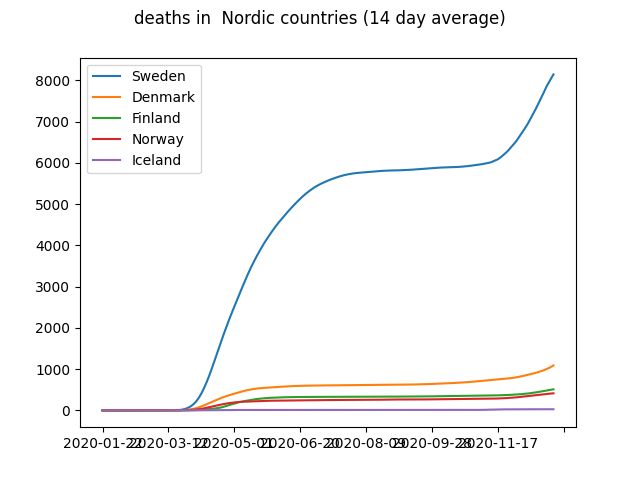 deaths in  Nordic countries (14 day average)
Sweden
Denmark
Finland
Norway
Iceland
8000
7000
6000
5000
4000
3000
2000
1000
0
2020-01-22 2020-03-12 2020-05-01 2020-06-20 2020-08-09 2020-09-28 2020-11-17